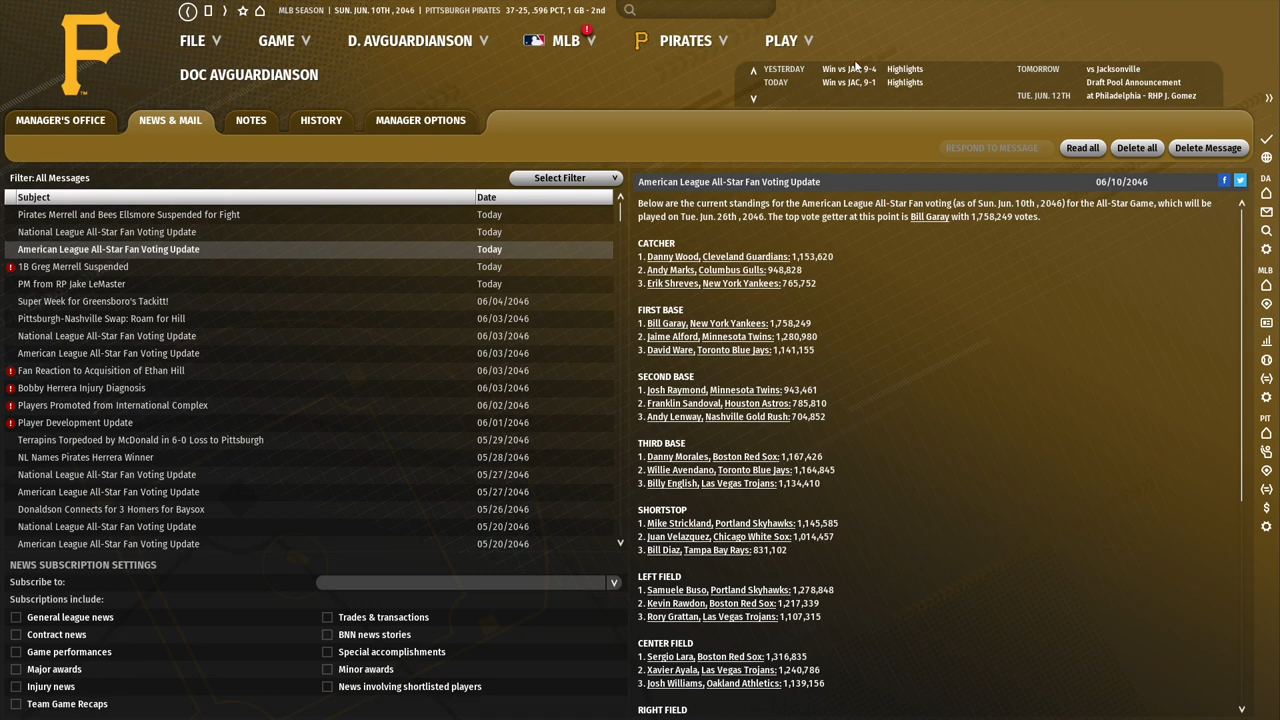 MLB SEASON | SUN. JUN. 10TH , 2046 | PITTSBURGH PIRATES 37-25, .596 PCT, 1 GB - 2nd
FILE GAME D. AVGUARDIANSON MLB PIRATES PLAY
DOC AVGUARDIANSON
YESTERDAY Win vs JAC, 9-4 Highlights TOMORROW vs Jacksonville
TODAY Win vs JAC, 9-1 Highlights Draft Pool Announcement
TUE. JUN. 12TH at Philadelphia - RHP J. Gomez
MANAGER'S OFFICE NEWS & MAIL NOTES HISTORY MANAGER OPTIONS
RESPOND TO MESSAGE Read all Delete all Delete Message
Filter: All Messages Select Filter
Subject Date
Pirates Merrell and Bees Ellsmore Suspended for Fight Today
National League All-Star Fan Voting Update Today
American League All-Star Fan Voting Update Today
1B Greg Merrell Suspended Today
PM from RP Jake LeMaster Today
Super Week for Greensboro's Tackitt! 06/04/2046
Pittsburgh-Nashville Swap: Roam for Hill 06/03/2046
National League All-Star Fan Voting Update 06/03/2046
American League All-Star Fan Voting Update 06/03/2046
Fan Reaction to Acquisition of Ethan Hill 06/03/2046
Bobby Herrera Injury Diagnosis 06/03/2046
Players Promoted from International Complex 06/02/2046
Player Development Update 06/01/2046
Terrapins Torpedoed by McDonald in 6-0 Loss to Pittsburgh 05/29/2046
NL Names Pirates Herrera Winner 05/28/2046
National League All-Star Fan Voting Update 05/27/2046
American League All-Star Fan Voting Update 05/27/2046
Donaldson Connects for 3 Homers for Baysox 05/26/2046
National League All-Star Fan Voting Update 05/20/2046
American League All-Star Fan Voting Update 05/20/2046
NEWS SUBSCRIPTION SETTINGS
Subscribe to:
Subscriptions include:
General league news Trades & transactions
Contract news BNN news stories
Game performances Special accomplishments
Major awards Minor awards
Injury news News involving shortlisted players
Team Game Recaps
American League All-Star Fan Voting Update 06/10/2046
Below are the current standings for the American League All-Star Fan voting (as of Sun. Jun. 10th , 2046) for the All-Star Game, which will be
played on Tue. Jun. 26th , 2046. The top vote getter at this point is Bill Garay with 1,758,249 votes.
CATCHER
1. Danny Wood, Cleveland Guardians: 1,153,620
2. Andy Marks, Columbus Gulls: 948,828
3. Erik Shreves, New York Yankees: 765,752
FIRST BASE
1. Bill Garay, New York Yankees: 1,758,249
2. Jaime Alford, Minnesota Twins: 1,280,980
3. David Ware, Toronto Blue Jays: 1,141,155
SECOND BASE
1. Josh Raymond, Minnesota Twins: 943,461
2. Franklin Sandoval, Houston Astros: 785,810
3. Andy Lenway, Nashville Gold Rush: 704,852
THIRD BASE
1. Danny Morales, Boston Red Sox: 1,167,426
2. Willie Avendano, Toronto Blue Jays: 1,164,845
3. Billy English, Las Vegas Trojans: 1,134,410
SHORTSTOP
1. Mike Strickland, Portland Skyhawks: 1,145,585
2. Juan Velazquez, Chicago White Sox: 1,014,457
3. Bill Diaz, Tampa Bay Rays: 831,102
LEFT FIELD
1. Samuele Buso, Portland Skyhawks: 1,278,848
2. Kevin Rawdon, Boston Red Sox: 1,217,339
3. Rory Grattan, Las Vegas Trojans: 1,107,315
CENTER FIELD
1. Sergio Lara, Boston Red Sox: 1,316,835
2. Xavier Ayala, Las Vegas Trojans: 1,240,786
3. Josh Williams, Oakland Athletics: 1,139,156
RIGHT FIELD
DA
MLB
PIT